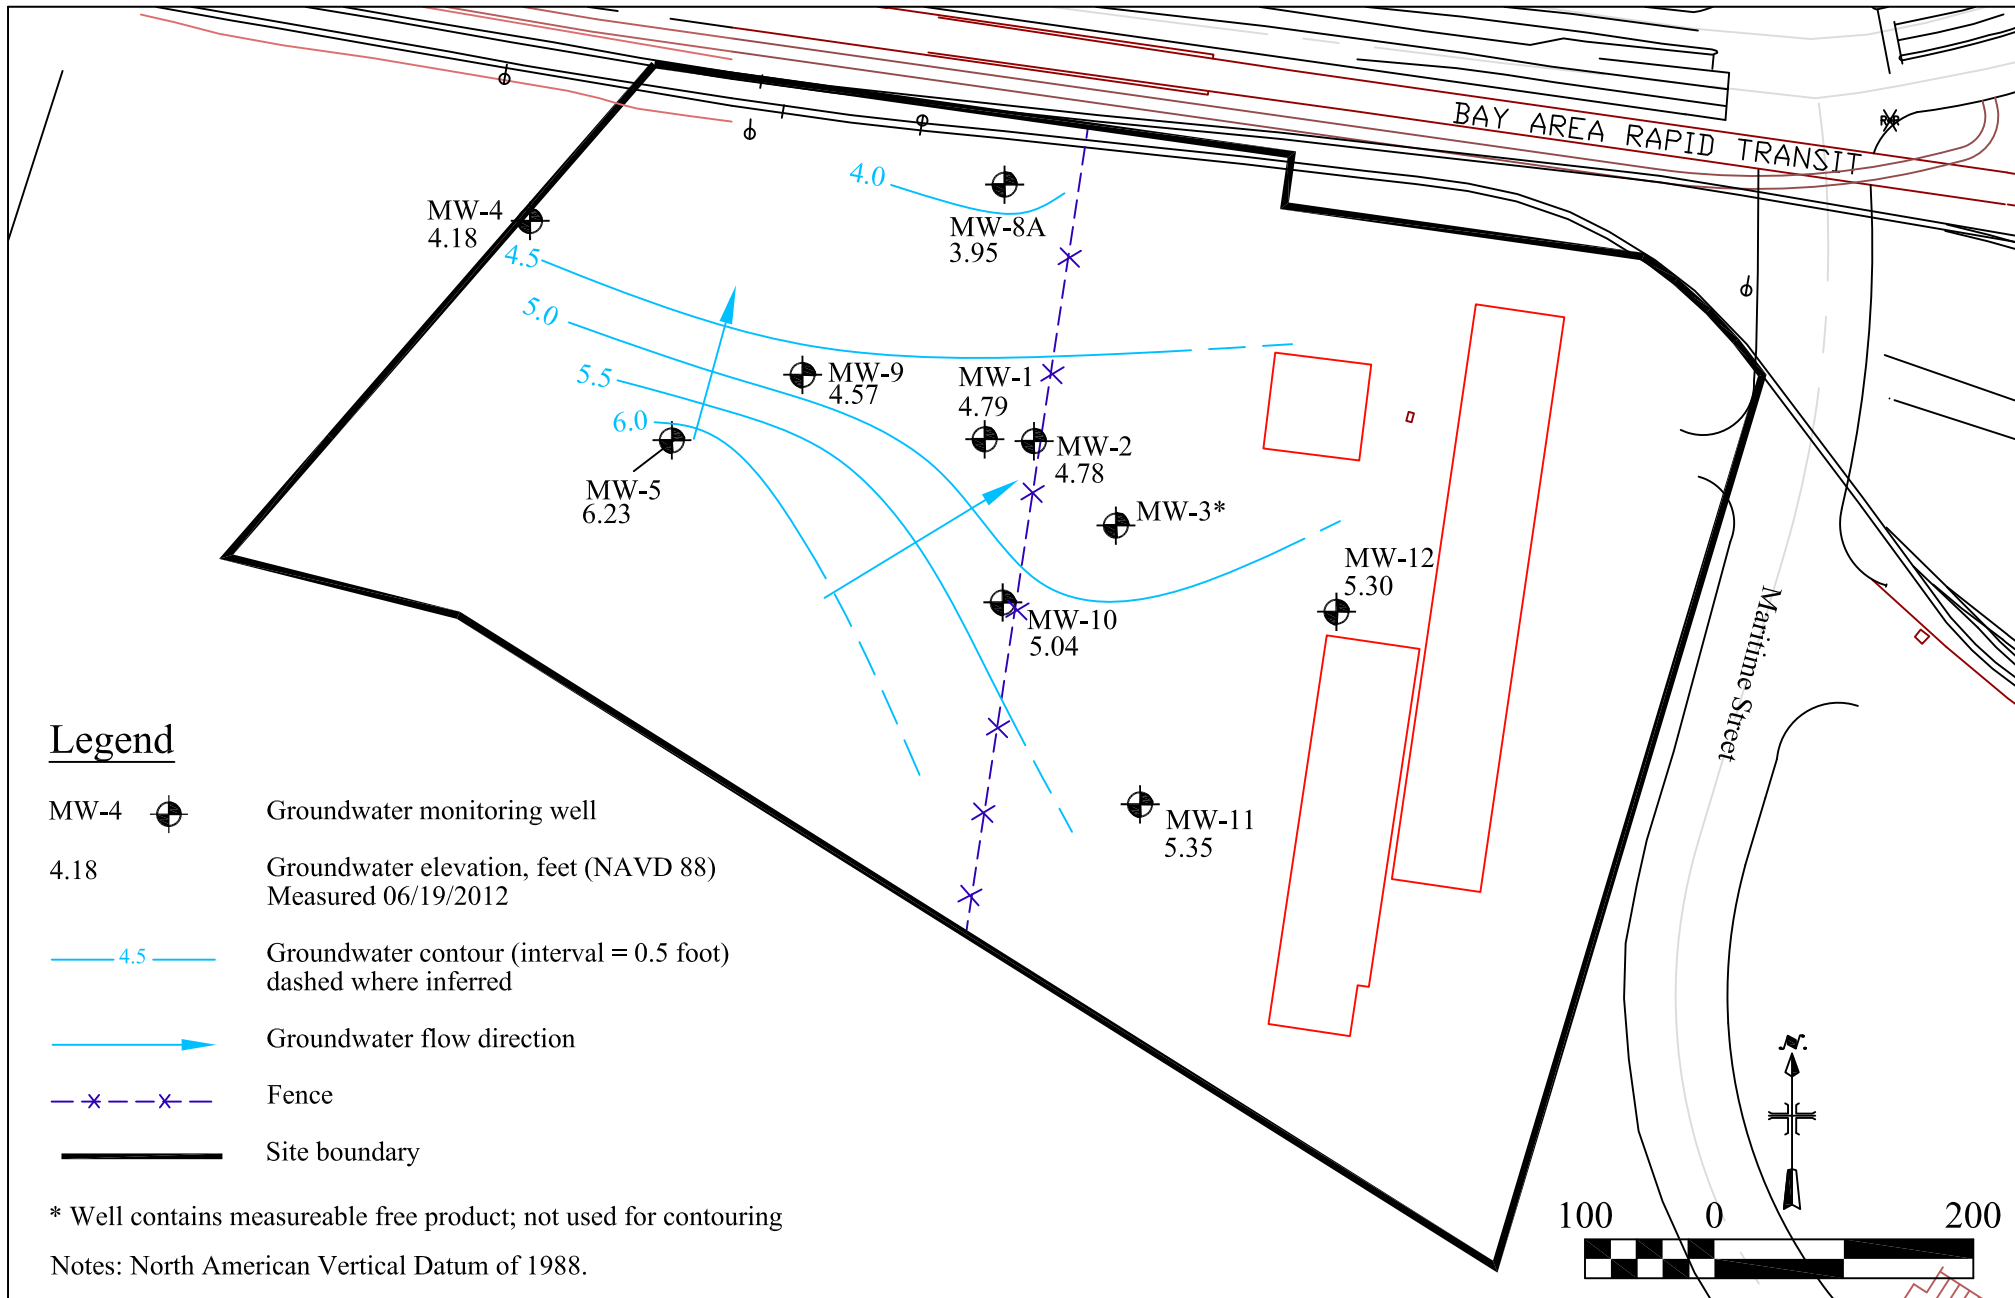 BAY AREA RAPID TRANSIT
4.0
MW-4
4.18
MW-8A
3.95
4.5
5.0
5.5
6.0
MW-9
4.57
MW-1
4.79
MW-2
4.78
MW-5
6.23
MW-3*
MW-12
5.30
MW-10
5.04
MW-11
5.35
Maritime Street
Legend
MW-4 Groundwater monitoring well
4.18 Groundwater elevation, feet (NAVD 88)
Measured 06/19/2012
4.5 Groundwater contour (interval = 0.5 foot)
dashed where inferred
Groundwater flow direction
Fence
Site boundary
* Well contains measureable free product; not used for contouring
Notes: North American Vertical Datum of 1988.
100 0 200